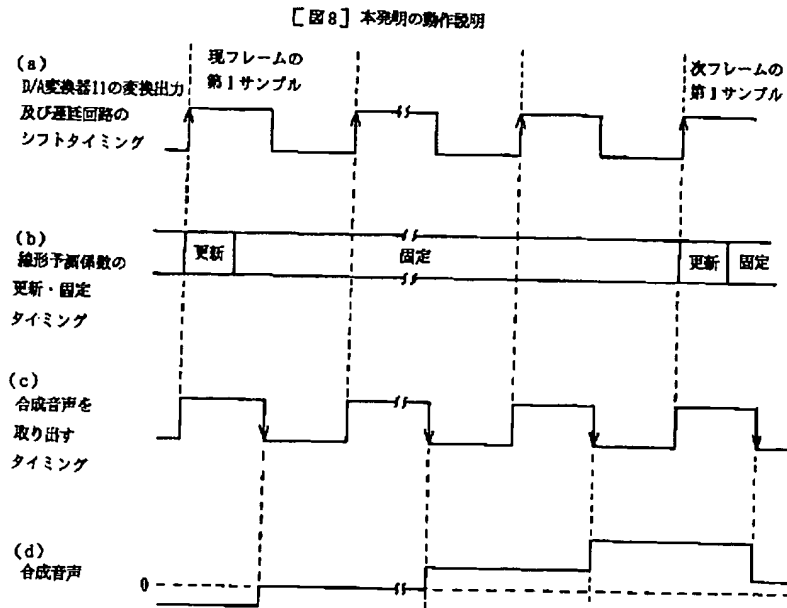 [図8] 本発明の動作説明
(a)
D/A変換器11の変換出力
及び遅延回路の
シフトタイミング
現フレームの
第1サンプル
次フレームの
第1サンプル
(b)
線形予測係数の
更新・固定
タイミング
更新
固定
更新
固定
(c)
合成音声を
取り出す
タイミング
(d)
合成音声
0